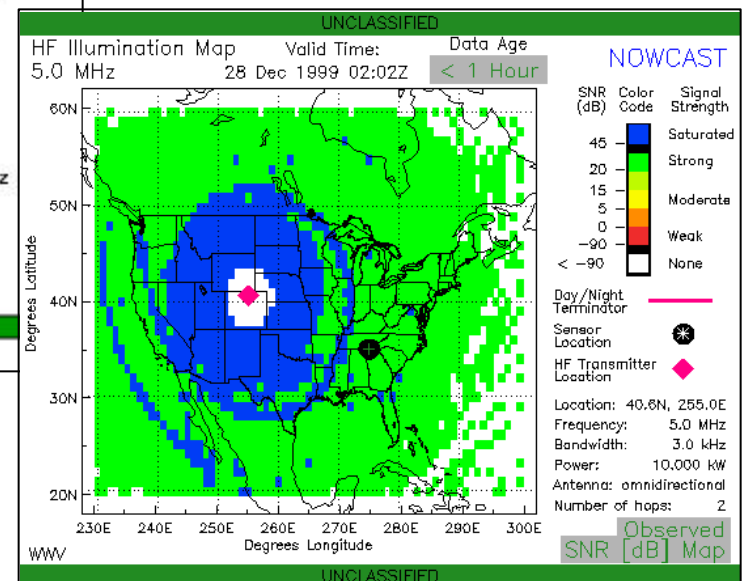 UNCLASSIFIED
HF Illumination Map
5.0 MHz
Valid Time:
28 Dec 1999 02:02Z
Data Age
< 1 Hour
NOWCAST
z
SNR (dB)
Color Code
Signal Strength
45
20
15
5
0
-90
< -90
Saturated
Strong
Moderate
Weak
None
Day/Night Terminator
Sensor Location
HF Transmitter Location
Location: 40.6N, 255.0E
Frequency: 5.0 MHz
Bandwidth: 3.0 kHz
Power: 10.000 kW
Antenna: omnidirectional
Number of hops: 2
Observed
SNR [dB] Map
60N
50N
40N
30N
20N
Degrees Latitude
230E 240E 250E 260E 270E 280E 290E 300E
Degrees Longitude
WWV
UNCLASSIFIED